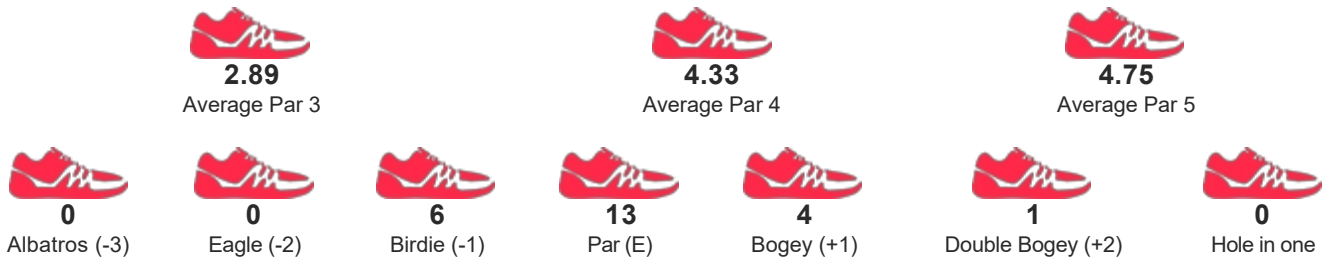 2.89 4.33 4.75
Average Par 3 Average Par 4 Average Par 5
0 0 6 13 4 1 0
Albatros (-3) Eagle (-2) Birdie (-1) Par (E) Bogey (+1) Double Bogey (+2) Hole in one